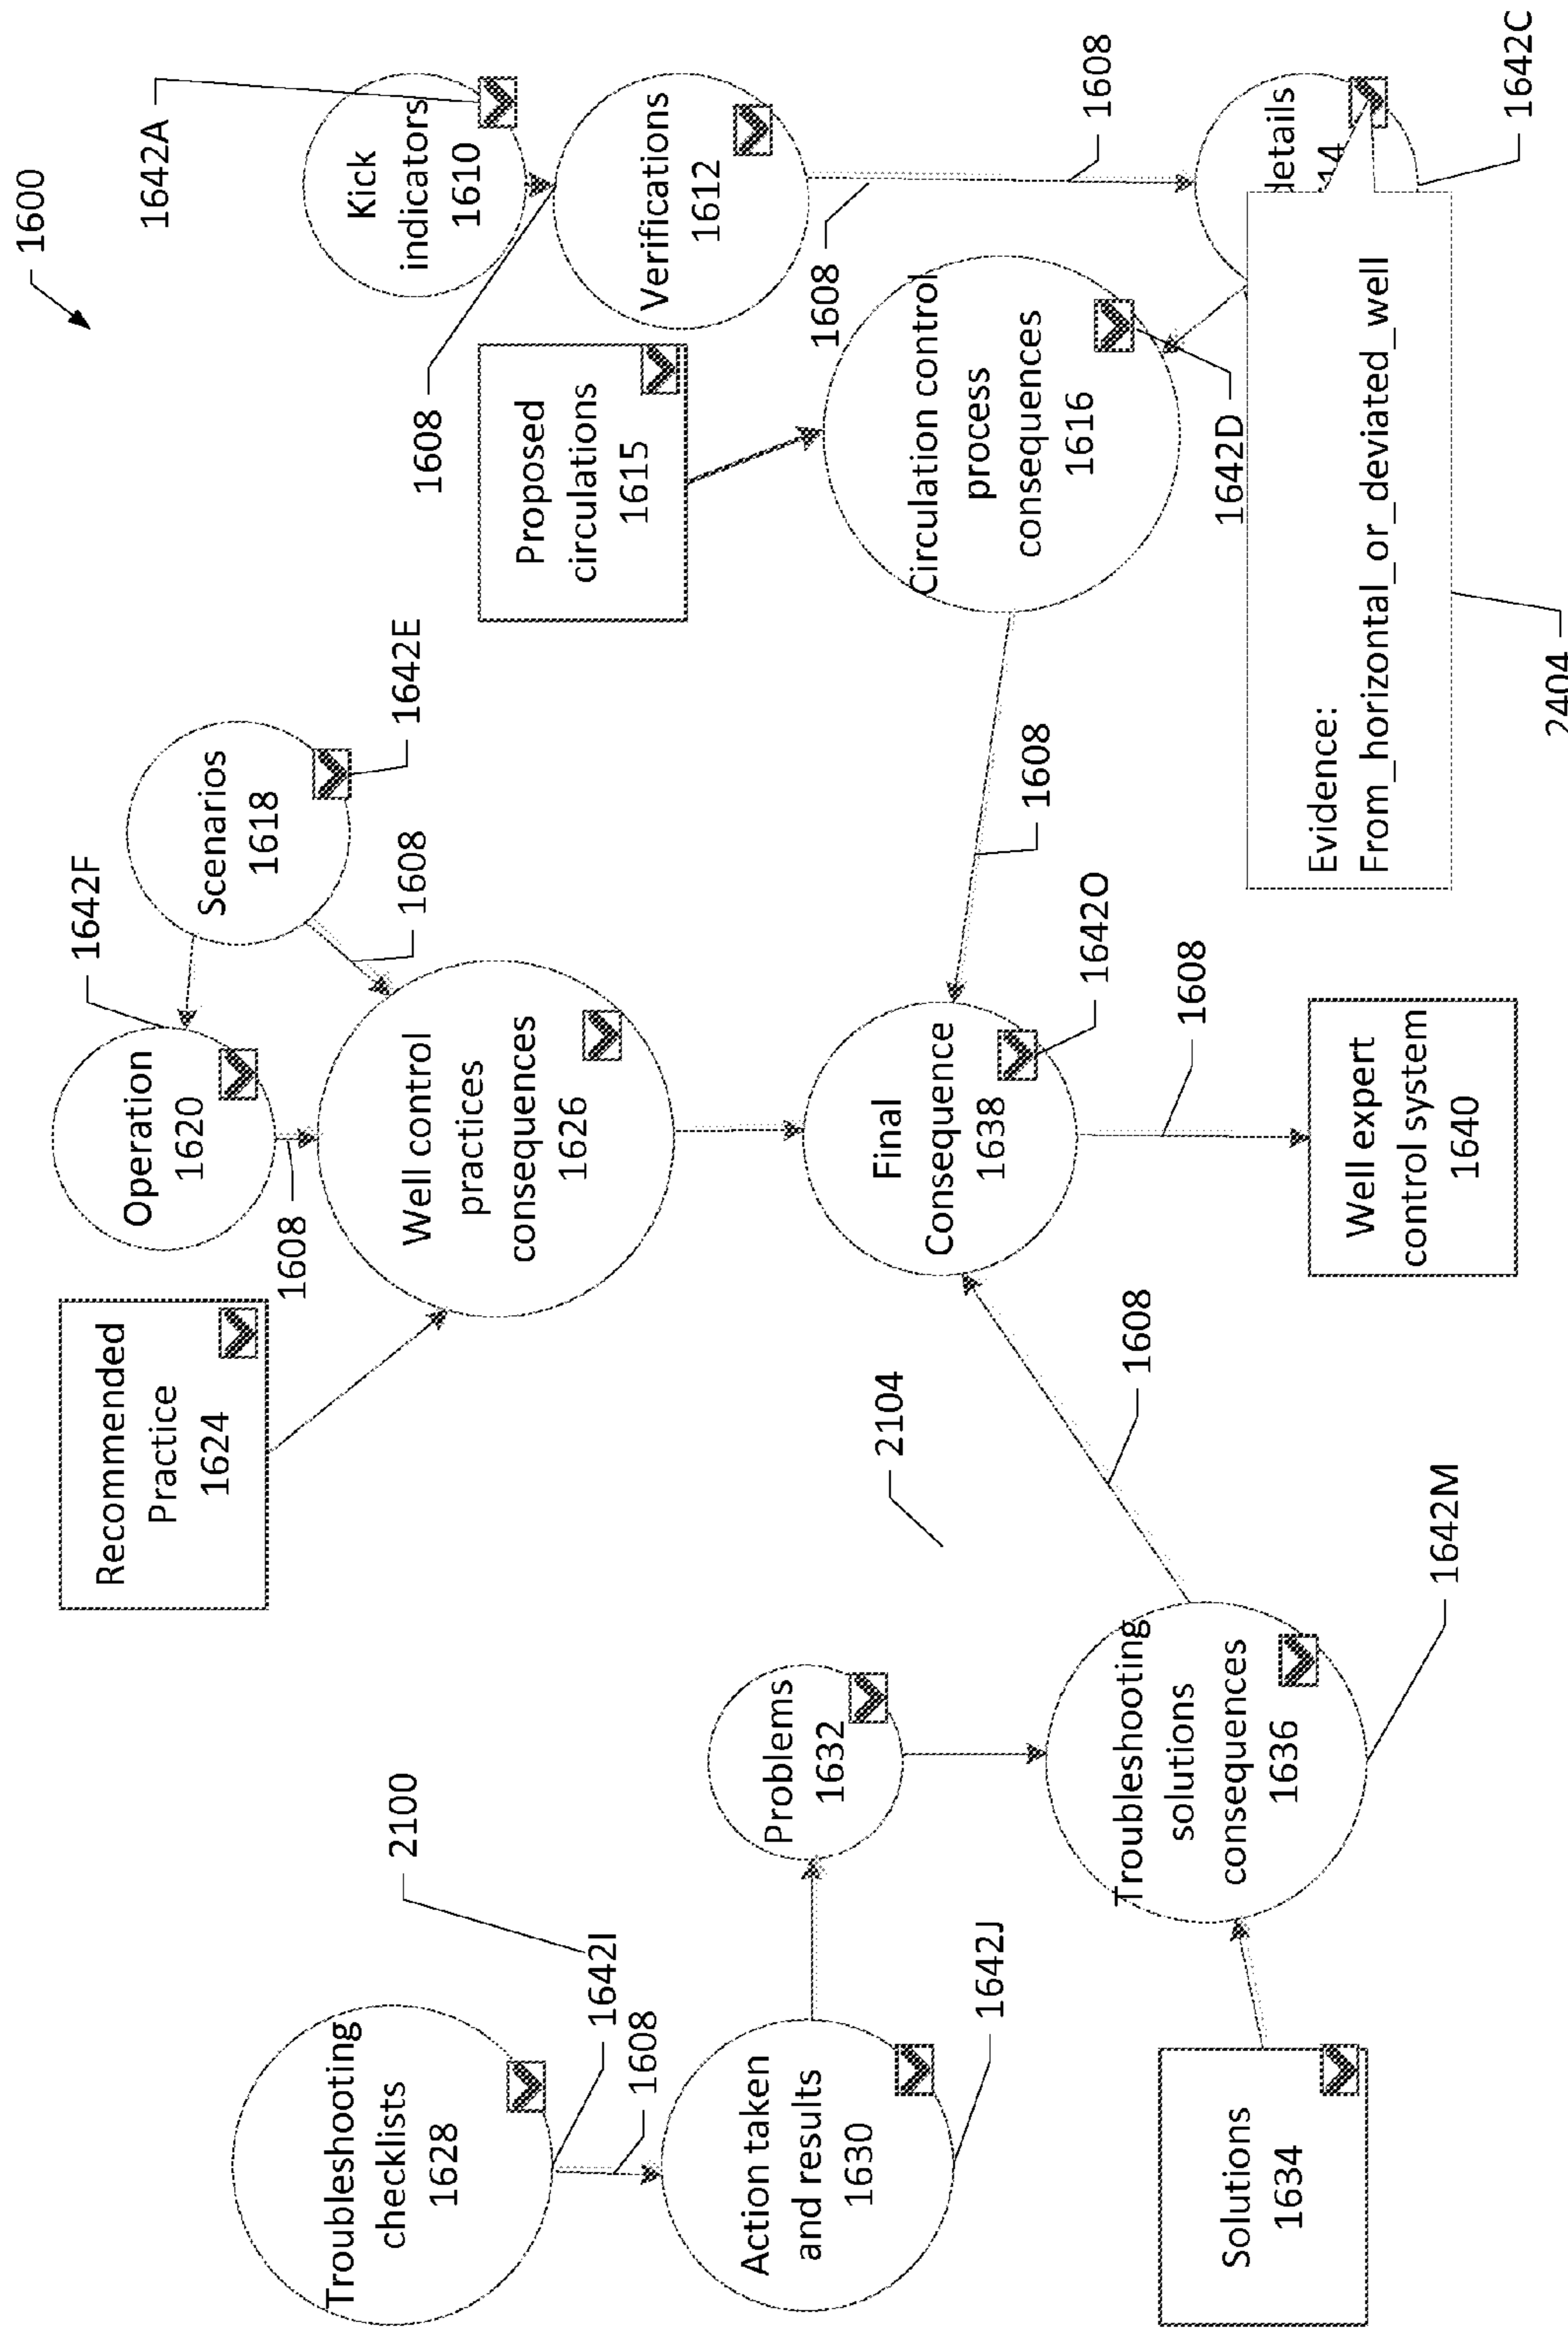 1600
Recommended
Practice
1624
Operation
1620
1642F
Scenarios
1618
1642E
1608
1608
1642A
Kick
indicators
1610
1608
Verifications
1612
Proposed
circulations
1615
Well control
practices
consequences
1626
Troubleshooting
checklists
1628
2100
1642I
1608
Action taken
and results
1630
1642J
Problems
1632
2104
Final
Consequence
1638
1642O
1608
Circulation control
process
consequences
1616
1608
1608
1642D
Solutions
1634
Troubleshooting
solutions
consequences
1636
1642M
1608
1608
Well expert
control system
1640
details
14
1642C
Evidence:
From_horizontal_or_deviated_well
2404